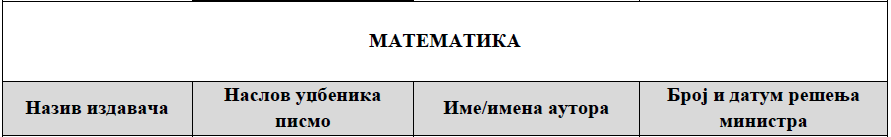 МАТЕМАТИКА
Назив издавача
Наслов уџбеника
писмо
Име/имена аутора
Број и датум решења
министра